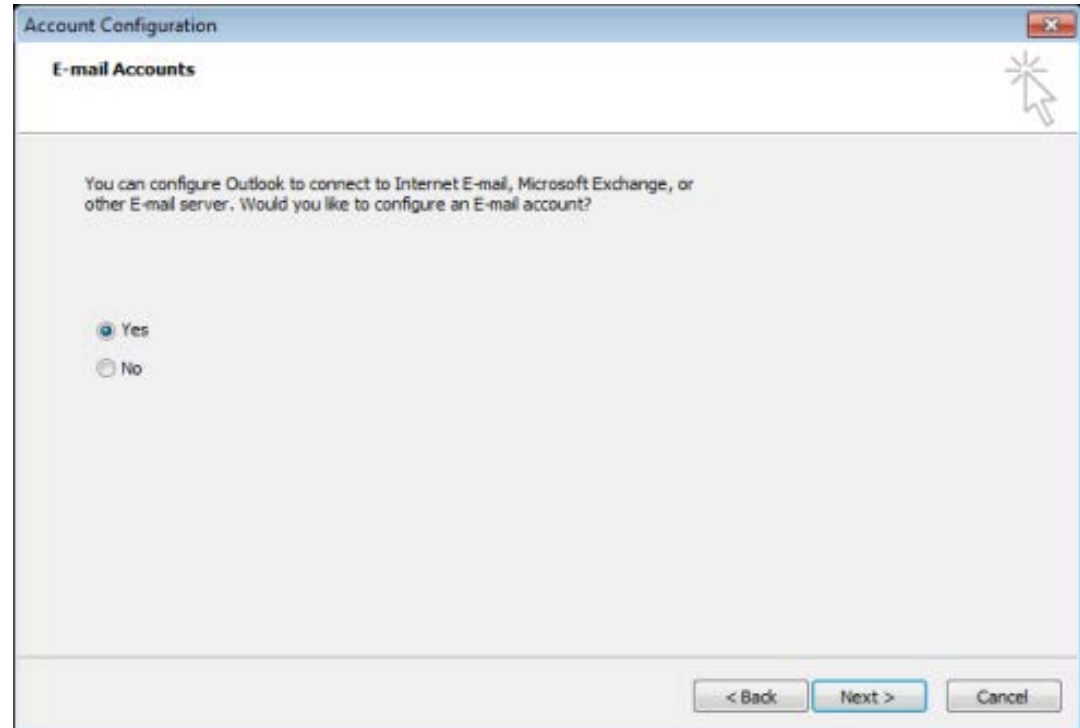 Account Configuration
E-mail Accounts
You can configure Outlook to connect to Internet E-mail, Microsoft Exchange, or
other E-mail server. Would you like to configure an E-mail account?
Yes
No
< Back
Next >
Cancel